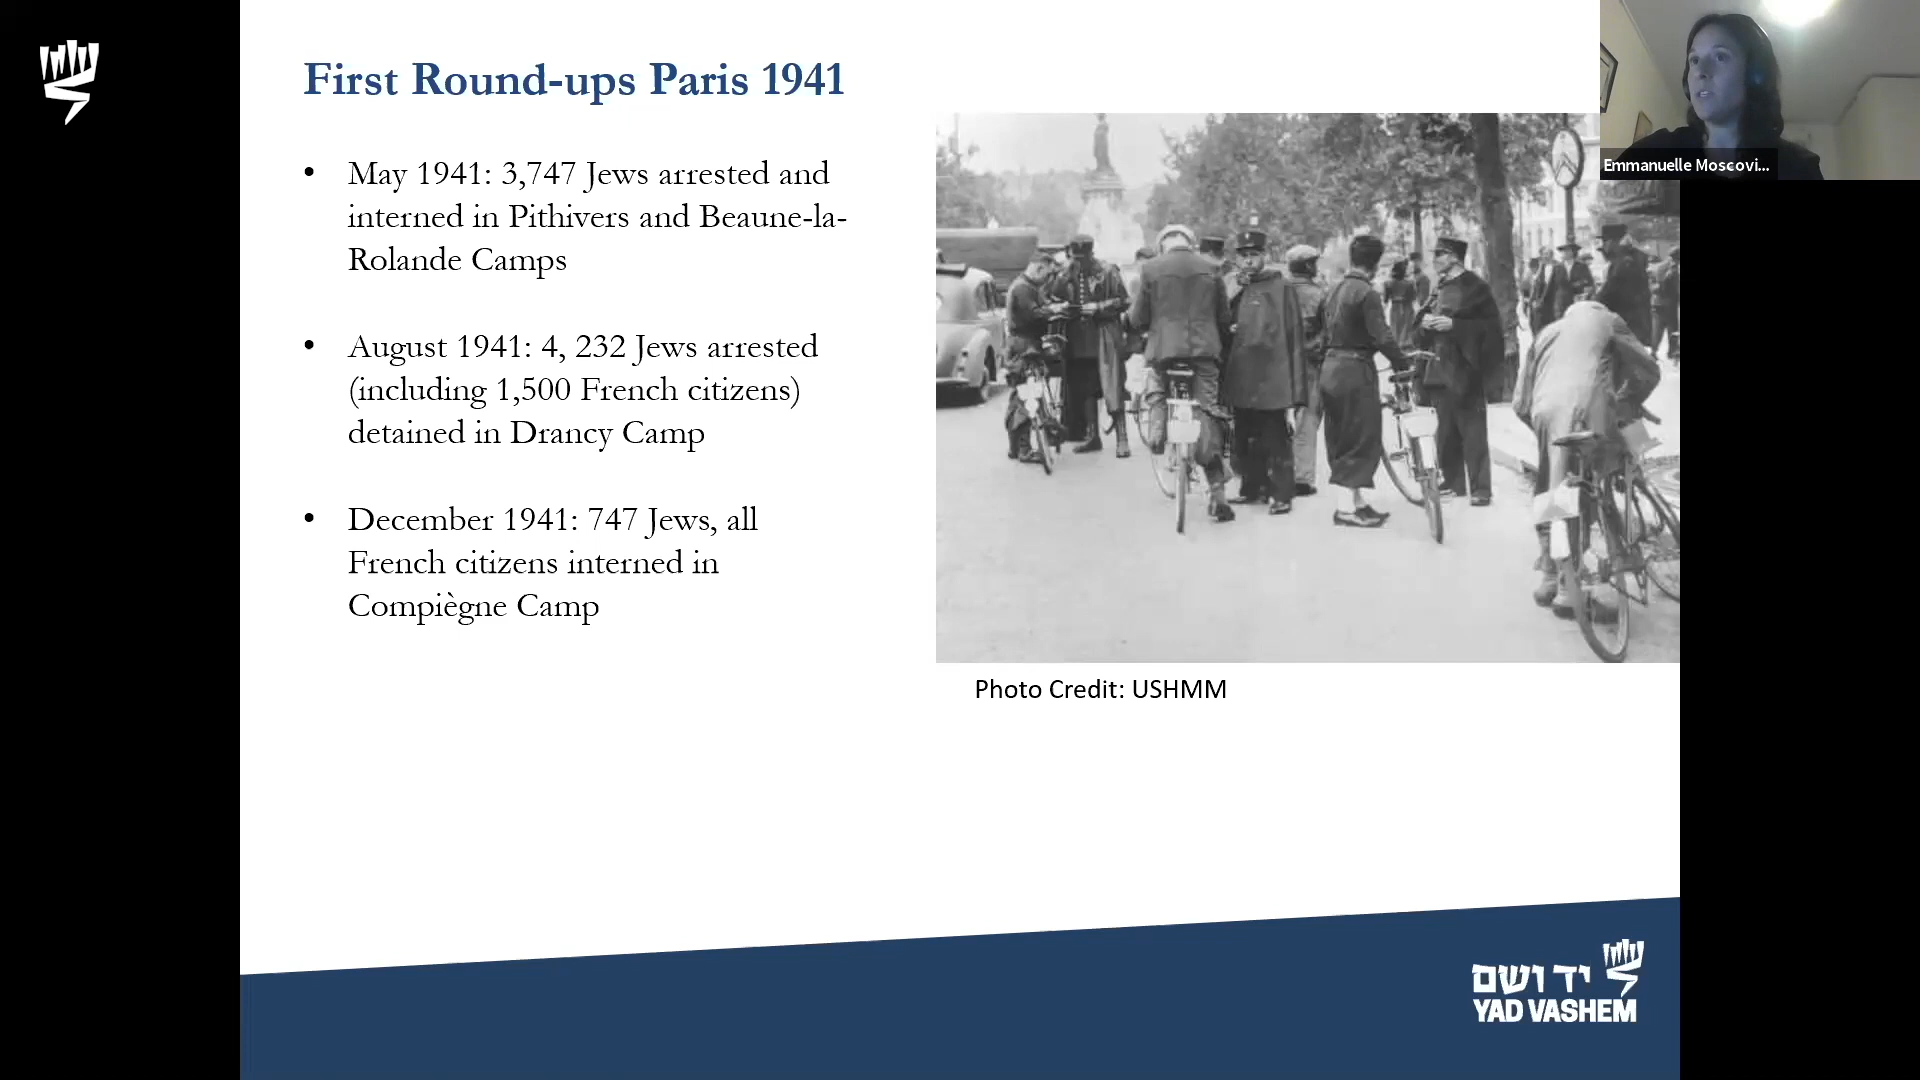 First Round-ups Paris 1941
• May 1941: 3,747 Jews arrested and
interned in Pithivers and Beaune-la-
Rolande Camps
• August 1941: 4, 232 Jews arrested
(including 1,500 French citizens)
detained in Drancy Camp
• December 1941: 747 Jews, all
French citizens interned in
Compiègne Camp
Photo Credit: USHMM
Emmanuelle Moscovi...
יד ושם
YAD VASHEM